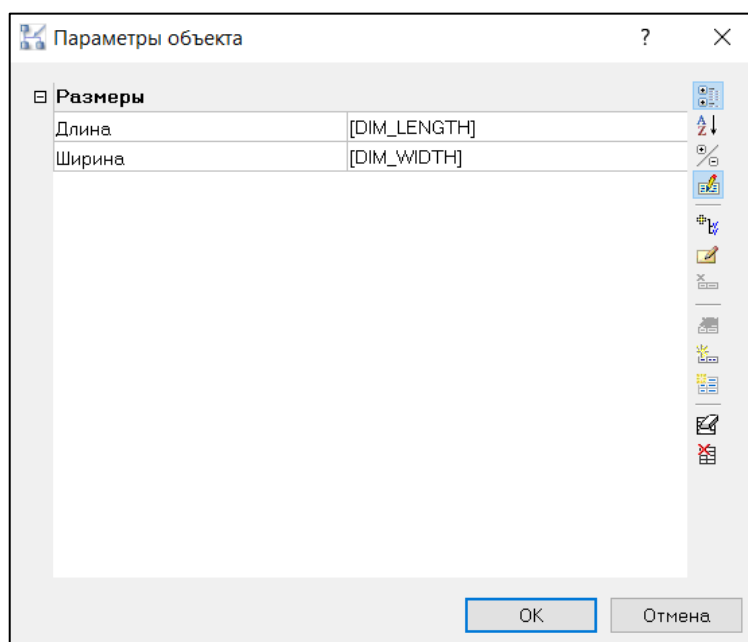 Параметры объекта
Размеры
Длина [DIM_LENGTH]
Ширина [DIM_WIDTH]
OK Отмена